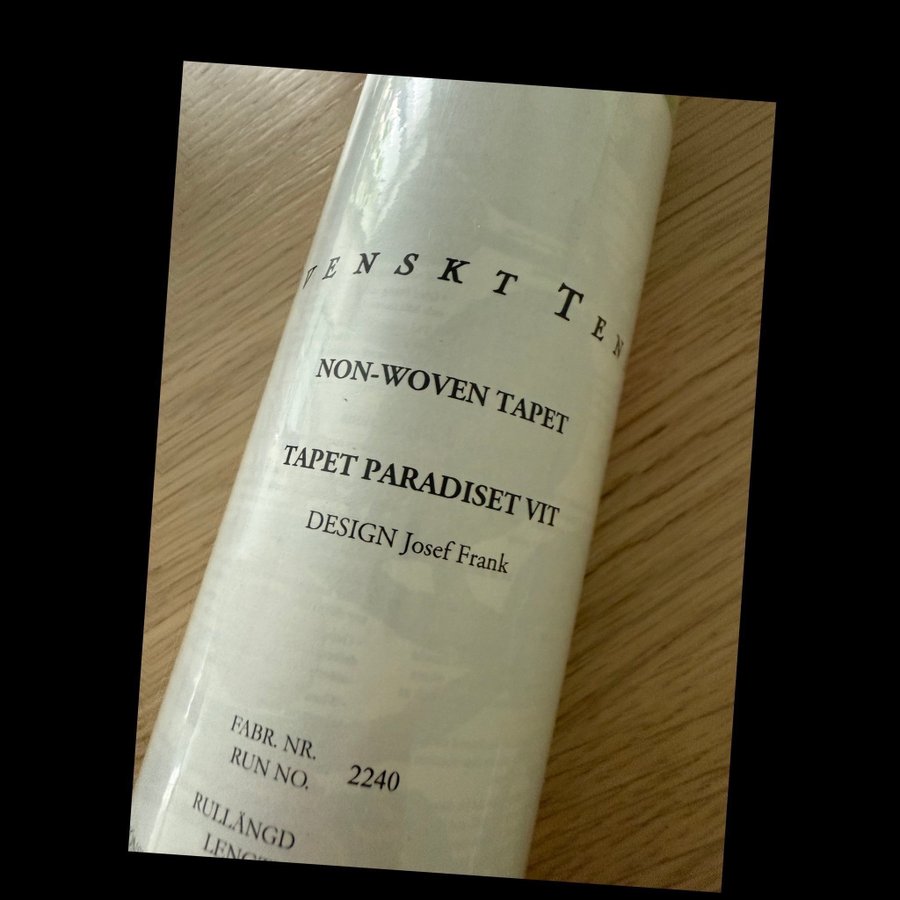 VENSKT TEN
NON-WOVEN TAPET
TAPET PARADISET VIT
DESIGN Josef Frank
FABR. NR.
RUN NO. 2240
RULLÄNGD